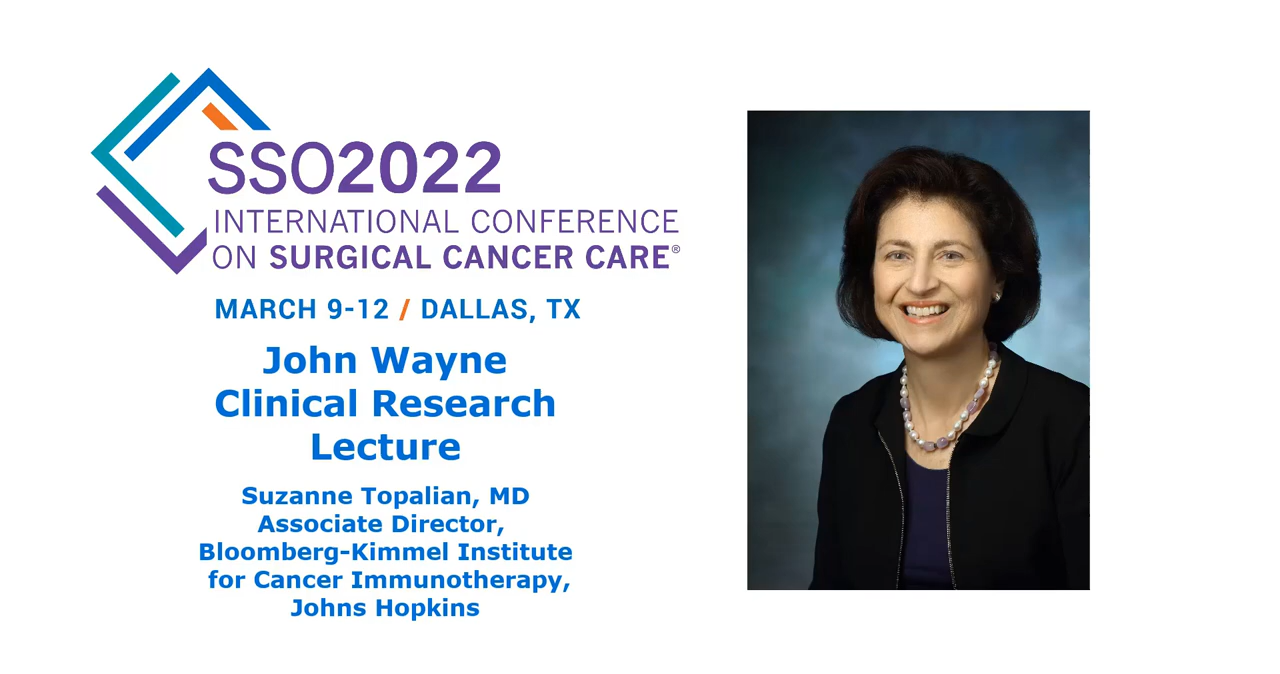 SSO2022
INTERNATIONAL CONFERENCE
ON SURGICAL CANCER CARE®
MARCH 9-12 / DALLAS, TX
John Wayne
Clinical Research
Lecture
Suzanne Topalian, MD
Associate Director,
Bloomberg-Kimmel Institute
for Cancer Immunotherapy,
Johns Hopkins